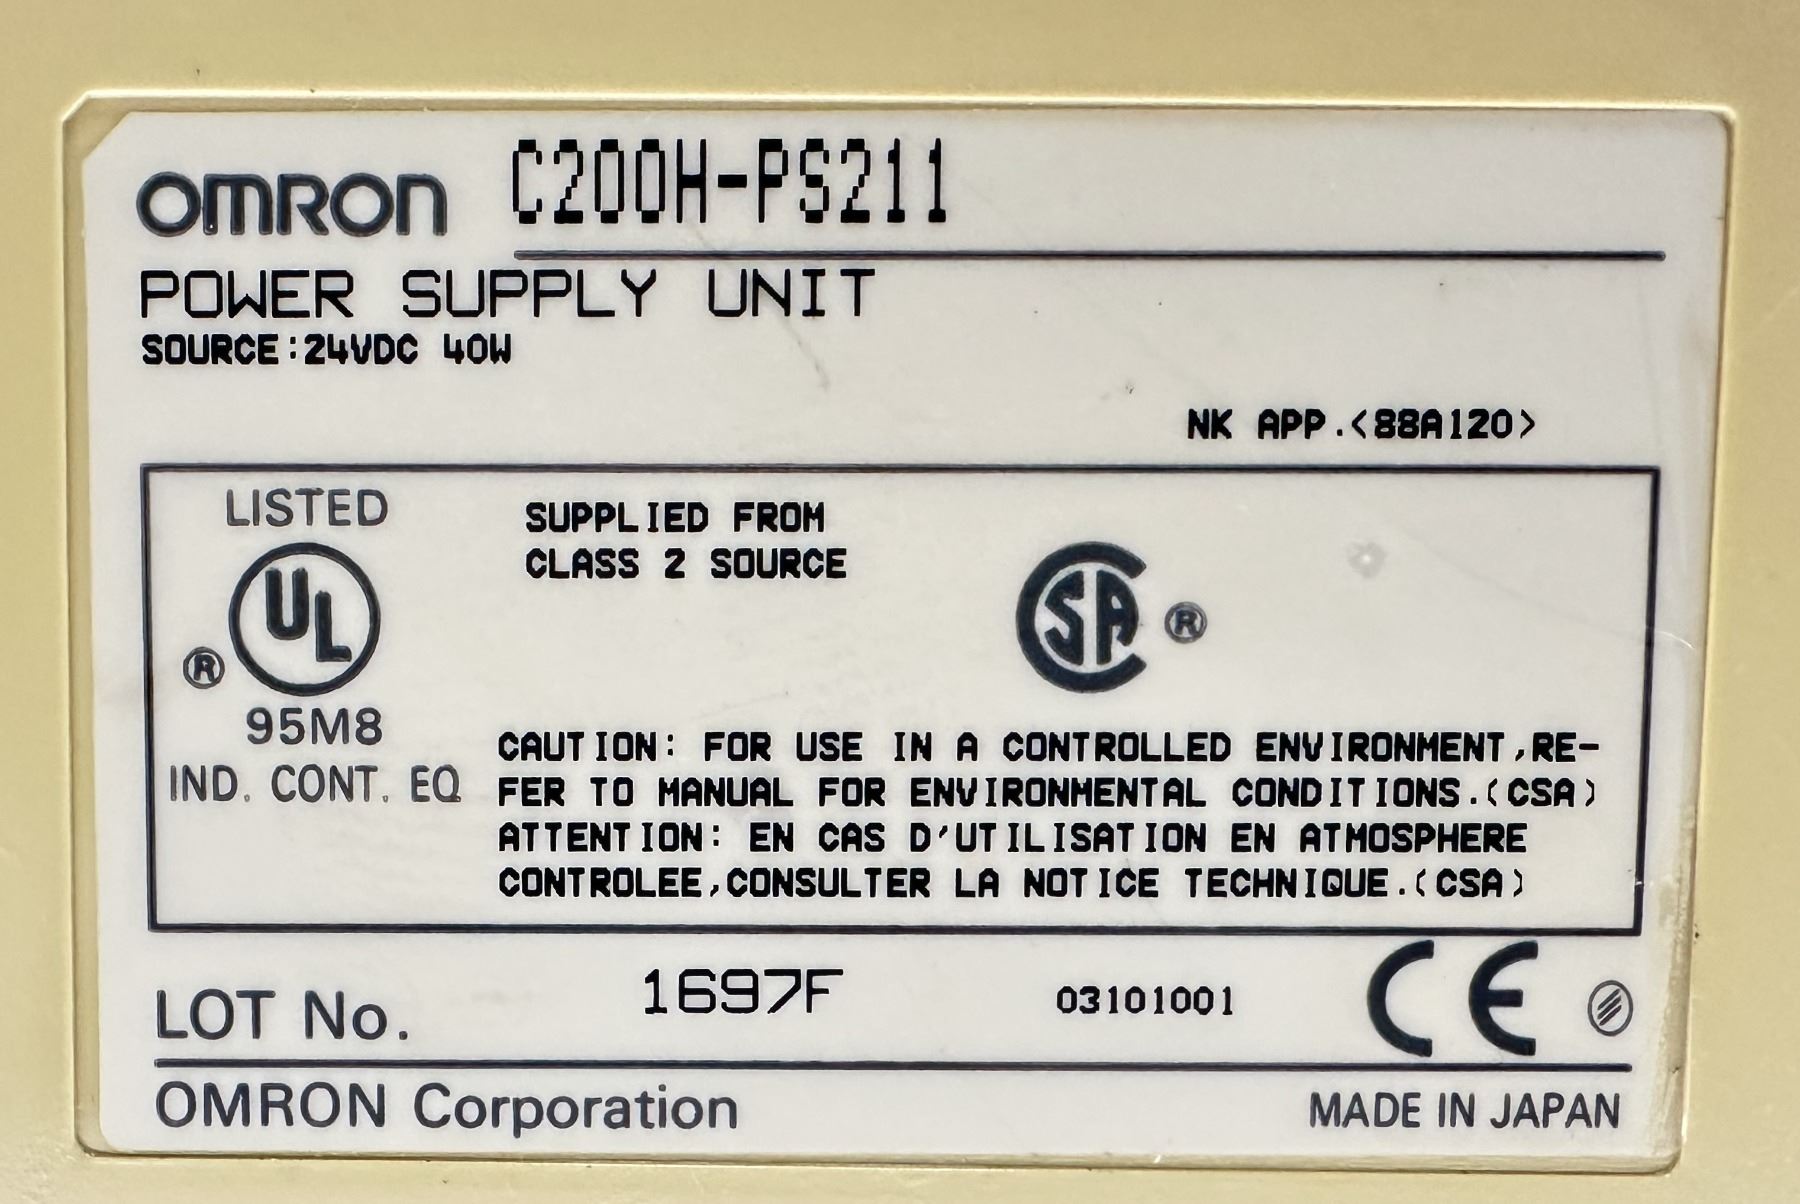 OMRON C200H-PS211
POWER SUPPLY UNIT
SOURCE:24VDC 40W
NK APP.<88A120>
LISTED
UL
®
95M8
IND. CONT. EQ
SUPPLIED FROM
CLASS 2 SOURCE
CSA ®
CAUTION: FOR USE IN A CONTROLLED ENVIRONMENT,RE-
FER TO MANUAL FOR ENVIRONMENTAL CONDITIONS.(CSA)
ATTENTION: EN CAS D'UTILISATION EN ATMOSPHERE
CONTROLEE,CONSULTER LA NOTICE TECHNIQUE.(CSA)
LOT No. 1697F 03101001 CE
OMRON Corporation MADE IN JAPAN